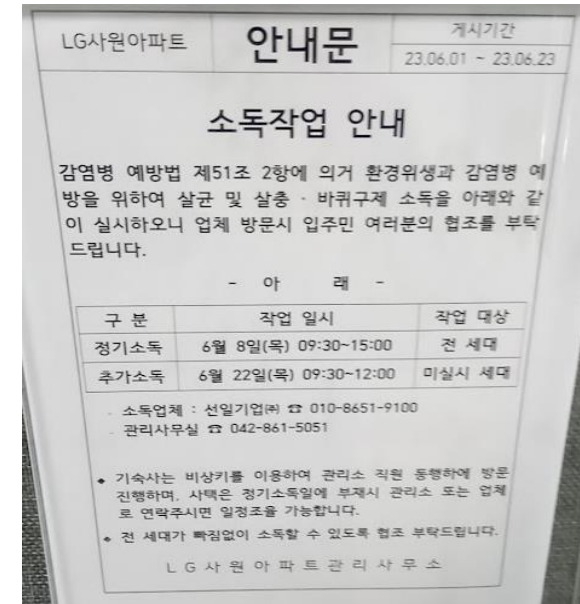 LG사원아파트
안내문
게시기간
23.06.01 ~ 23.06.23
소독작업 안내
감염병 예방법 제51조 2항에 의거 환경위생과 감염병 예
방을 위하여 살균 및 살충 · 바퀴구제 소독을 아래와 같
이 실시하오니 업체 방문시 입주민 여러분의 협조를 부탁
드립니다.
- 아 래 -
구 분 작업 일시 작업 대상
정기소독 6월 8일(목) 09:30~15:00 전 세대
추가소독 6월 22일(목) 09:30~12:00 미실시 세대
- 소독업체 : 선일기업㈜ ☎ 010-8651-9100
- 관리사무실 ☎ 042-861-5051
◆ 기숙사는 비상키를 이용하여 관리소 직원 동행하에 방문
진행하며, 사택은 정기소독일에 부재시 관리소 또는 업체
로 연락주시면 일정조율 가능합니다.
◆ 전 세대가 빠짐없이 소독할 수 있도록 협조 부탁드립니다.
LG사원아파트관리사무소